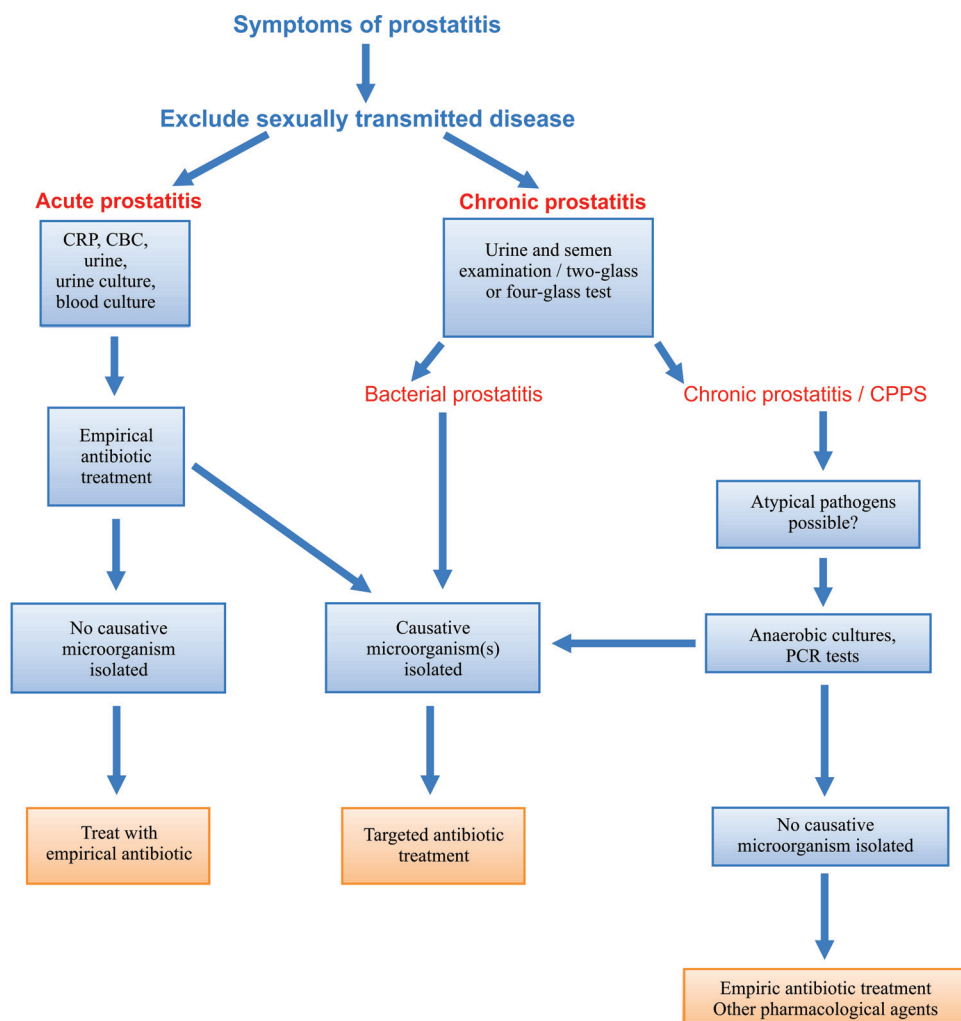 Symptoms of prostatitis
Exclude sexually transmitted disease
Acute prostatitis
CRP, CBC,
urine,
urine culture,
blood culture
Chronic prostatitis
Urine and semen
examination / two-glass
or four-glass test
Bacterial prostatitis
Chronic prostatitis / CPPS
Empirical
antibiotic
treatment
Atypical pathogens
possible?
No causative
microorganism
isolated
Causative
microorganism(s)
isolated
Anaerobic cultures,
PCR tests
Treat with
empirical antibiotic
Targeted antibiotic
treatment
No causative
microorganism isolated
Empiric antibiotic treatment
Other pharmacological agents